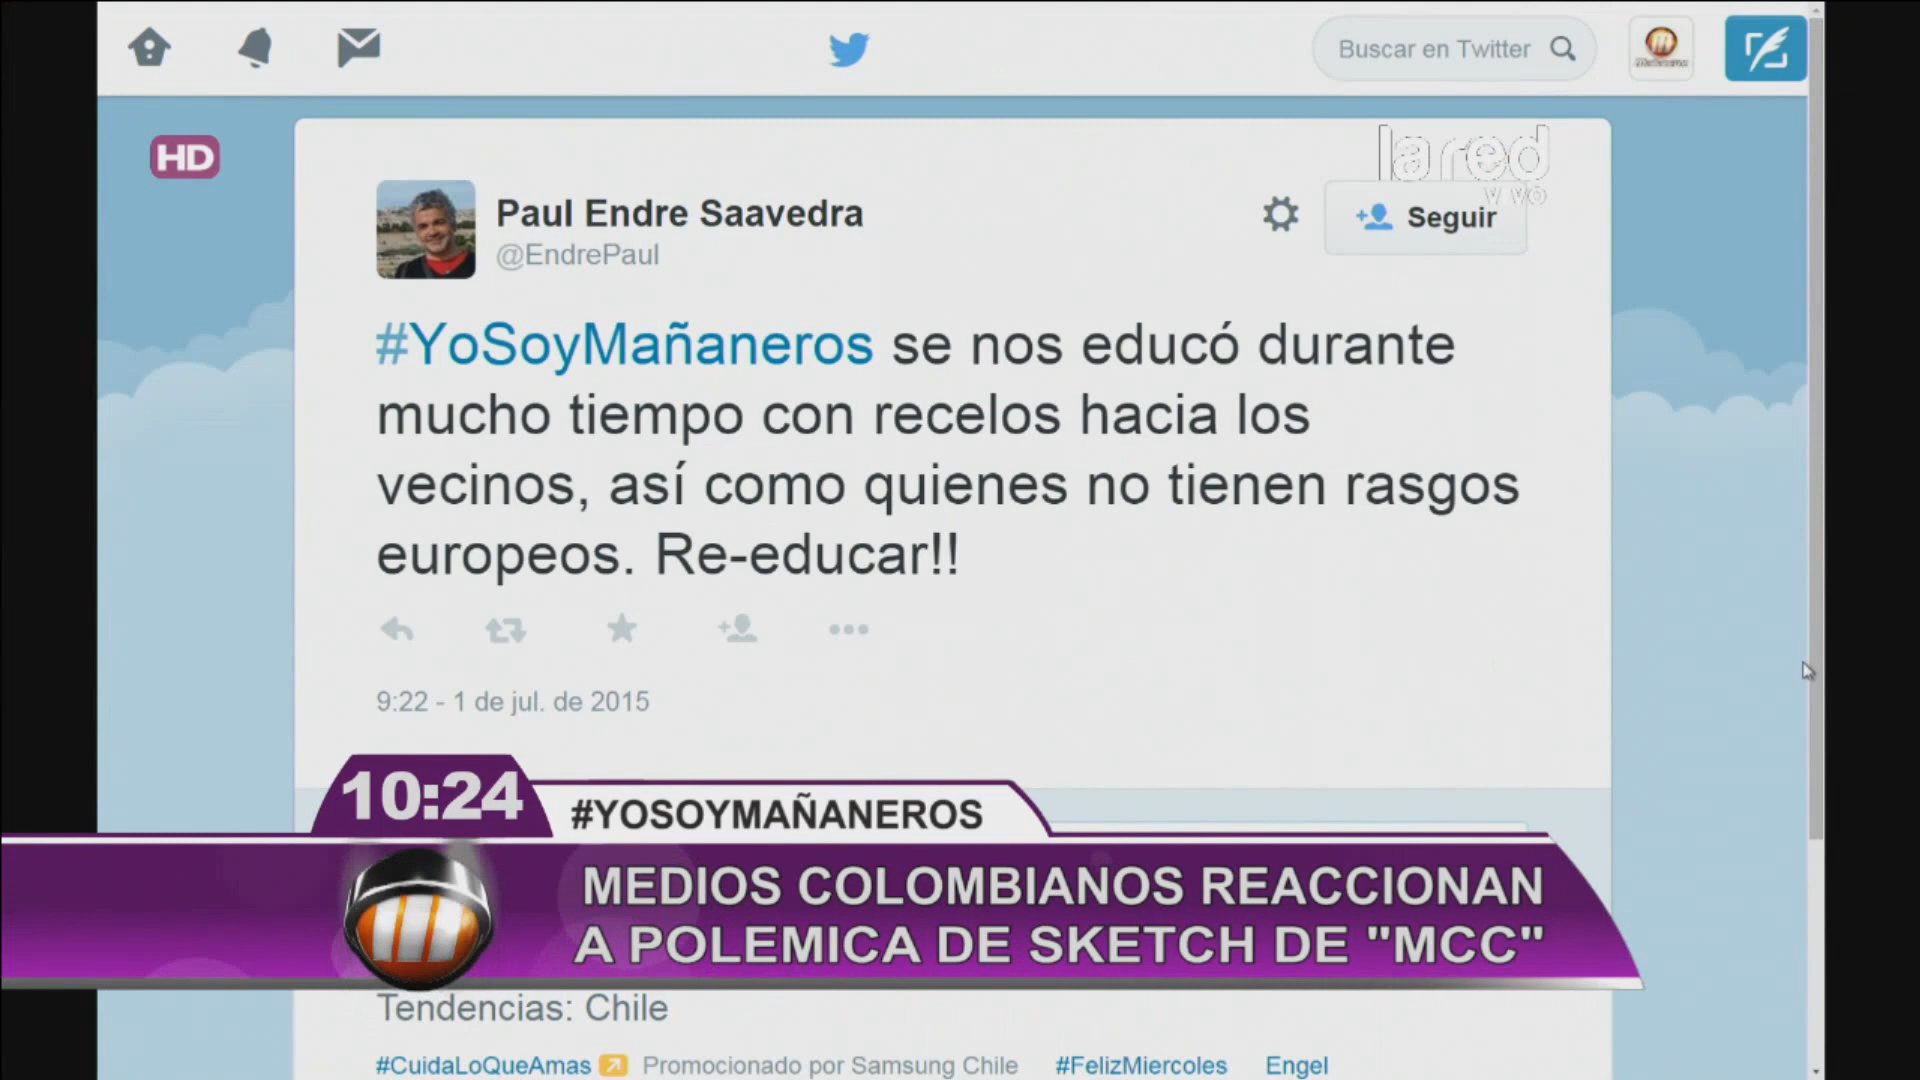 Buscar en Twitter
HD
la red
vivo
Paul Endre Saavedra
@EndrePaul
Seguir
#YoSoyMañaneros se nos educó durante
mucho tiempo con recelos hacia los
vecinos, así como quienes no tienen rasgos
europeos. Re-educar!!
9:22 - 1 de jul. de 2015
10:24
#YOSOYMAÑANEROS
MEDIOS COLOMBIANOS REACCIONAN
A POLEMICA DE SKETCH DE "MCC"
Tendencias: Chile
#CuidaLoQueAmas Promocionado por Samsung Chile #FelizMiercoles Engel